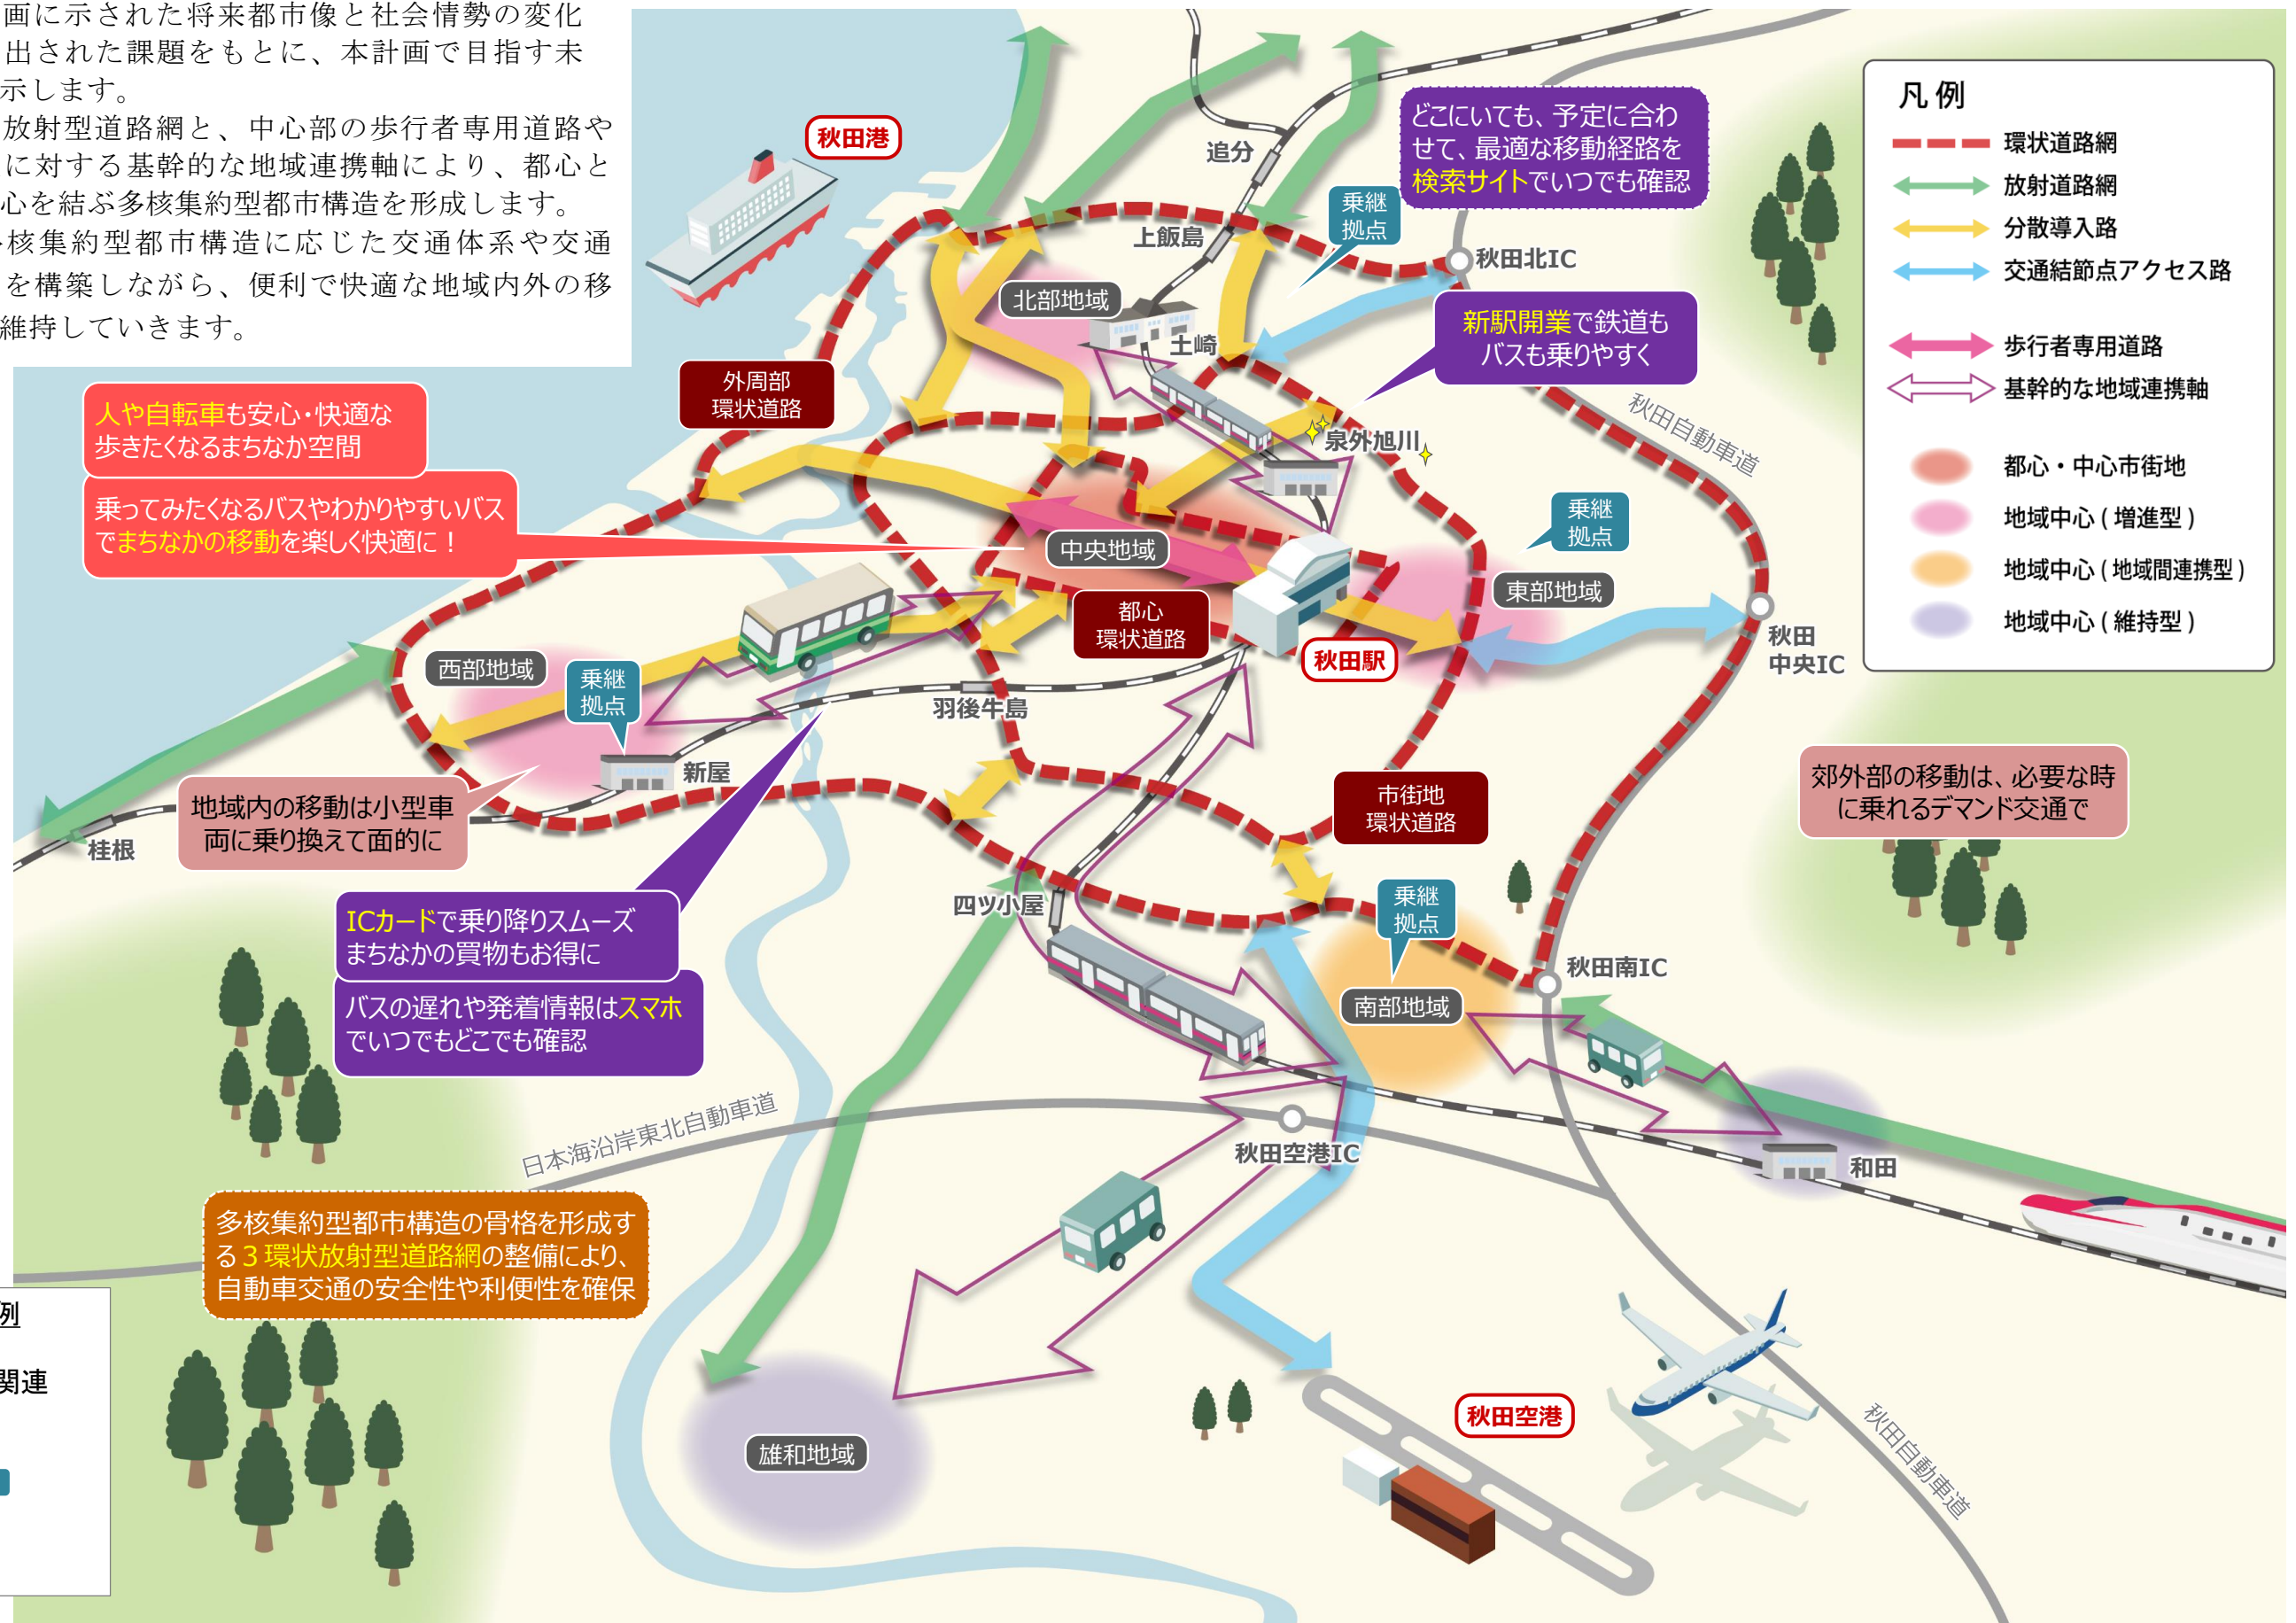 画に示された将来都市像と社会情勢の変化
出された課題をもとに、本計画で目指す未
示します。
放射型道路網と、中心部の歩行者専用道路や
に対する基幹的な地域連携軸により、都心と
心を結ぶ多核集約型都市構造を形成します。
核集約型都市構造に応じた交通体系や交通
を構築しながら、便利で快適な地域内外の移
維持していきます。
凡例
環状道路網
放射道路網
分散導入路
交通結節点アクセス路
歩行者専用道路
基幹的な地域連携軸
都心・中心市街地
地域中心(増進型)
地域中心(地域間連携型)
地域中心(維持型)
秋田港
追分
どこにいても、予定に合わ
せて、最適な移動経路を
検索サイトでいつでも確認
乗継
拠点
上飯島
秋田北IC
北部地域
土崎
新駅開業で鉄道も
バスも乗りやすく
外周部
環状道路
秋田自動車道
人や自転車も安心・快適な
歩きたくなるまちなか空間
泉外旭川
乗ってみたくなるバスやわかりやすいバス
でまちなかの移動を楽しく快適に！
乗継
拠点
中央地域
東部地域
都心
環状道路
秋田駅
秋田
中央IC
西部地域
乗継
拠点
羽後牛島
新屋
地域内の移動は小型車
両に乗り換えて面的に
桂根
市街地
環状道路
郊外部の移動は、必要な時
に乗れるデマンド交通で
四ツ小屋
乗継
拠点
ICカードで乗り降りスムーズ
まちなかの買物もお得に
バスの遅れや発着情報はスマホ
でいつでもどこでも確認
秋田南IC
南部地域
日本海沿岸東北自動車道
秋田空港IC
和田
多核集約型都市構造の骨格を形成す
る３環状放射型道路網の整備により、
自動車交通の安全性や利便性を確保
例
関連
雄和地域
秋田空港
秋田自動車道